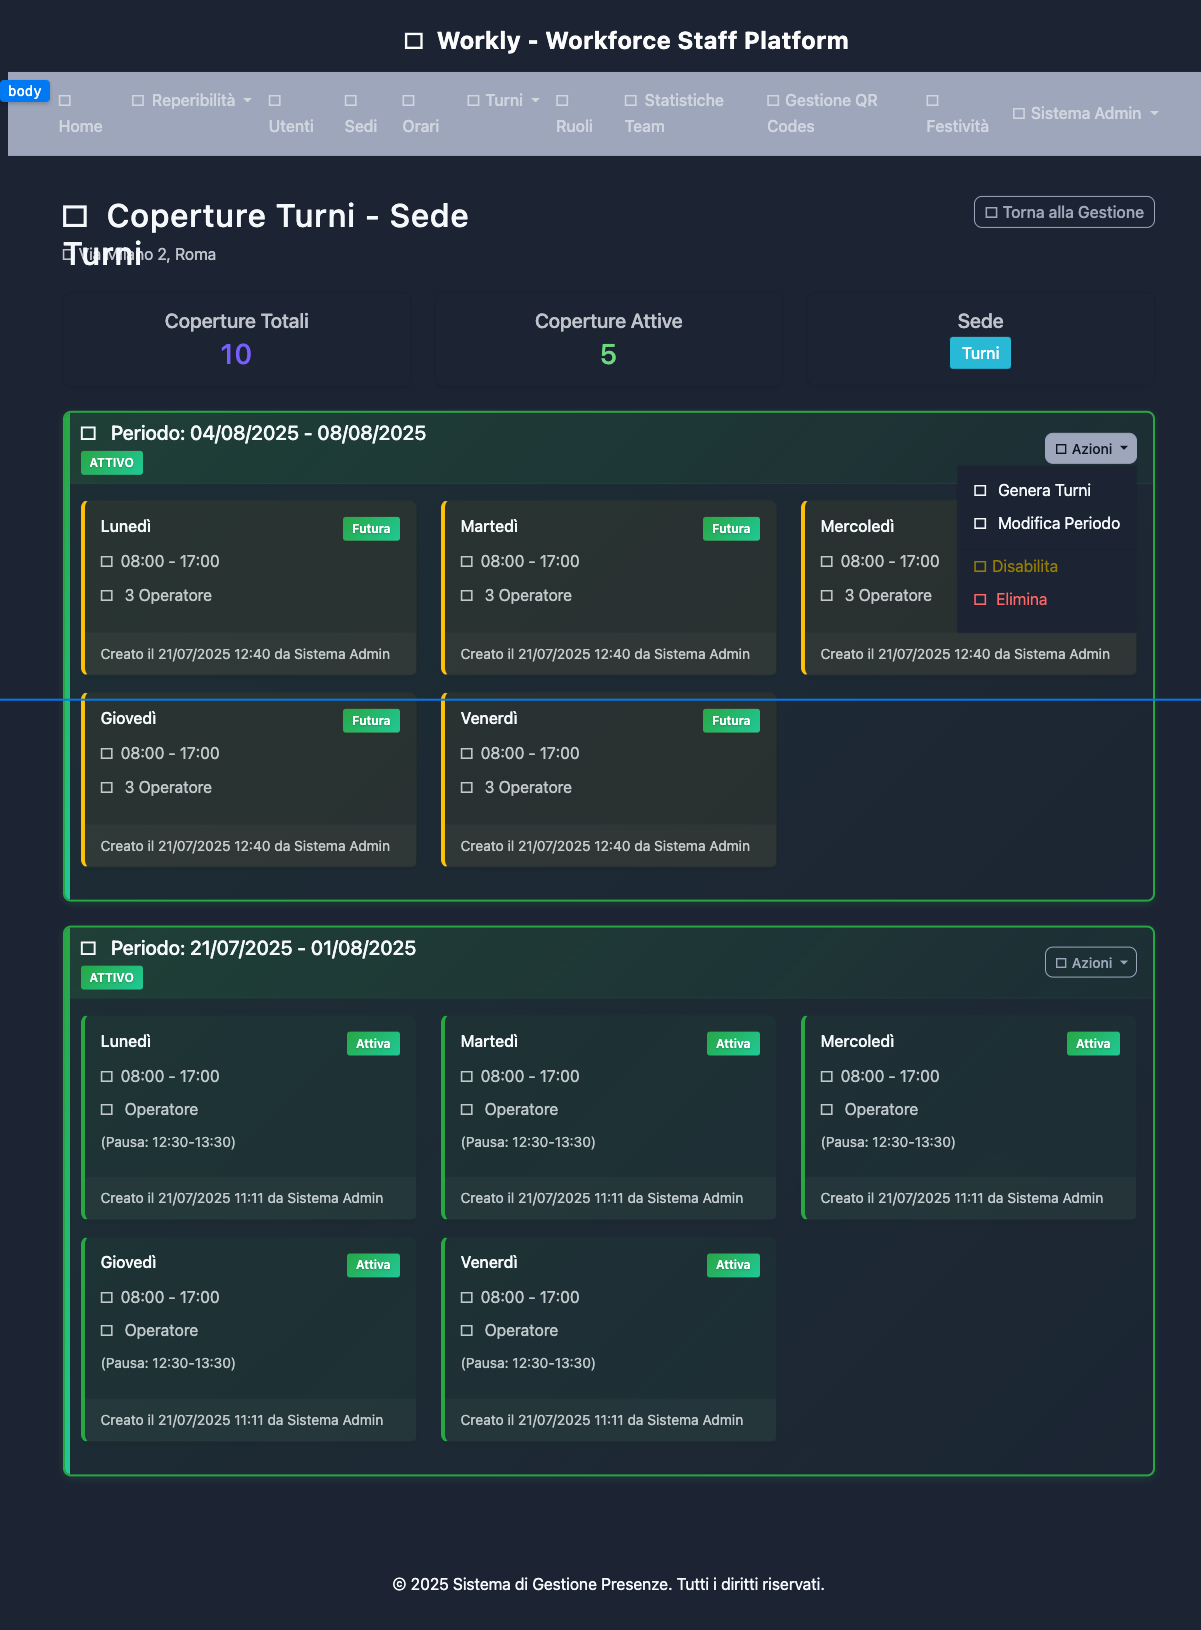 Workly - Workforce Staff Platform
body
Home
Reperibilità
Utenti
Sedi
Orari
Turni
Ruoli
Statistiche Team
Gestione QR Codes
Festività
Sistema Admin
Coperture Turni - Sede
Turni
Via Milano 2, Roma
Torna alla Gestione
Coperture Totali
10
Coperture Attive
5
Sede
Turni
Periodo: 04/08/2025 - 08/08/2025
ATTIVO
Azioni
Genera Turni
Modifica Periodo
Disabilita
Elimina
Lunedì
Futura
08:00 - 17:00
3 Operatore
Creato il 21/07/2025 12:40 da Sistema Admin
Martedì
Futura
08:00 - 17:00
3 Operatore
Creato il 21/07/2025 12:40 da Sistema Admin
Mercoledì
08:00 - 17:00
3 Operatore
Creato il 21/07/2025 12:40 da Sistema Admin
Giovedì
Futura
08:00 - 17:00
3 Operatore
Creato il 21/07/2025 12:40 da Sistema Admin
Venerdì
Futura
08:00 - 17:00
3 Operatore
Creato il 21/07/2025 12:40 da Sistema Admin
Periodo: 21/07/2025 - 01/08/2025
ATTIVO
Azioni
Lunedì
Attiva
08:00 - 17:00
Operatore
(Pausa: 12:30-13:30)
Creato il 21/07/2025 11:11 da Sistema Admin
Martedì
Attiva
08:00 - 17:00
Operatore
(Pausa: 12:30-13:30)
Creato il 21/07/2025 11:11 da Sistema Admin
Mercoledì
Attiva
08:00 - 17:00
Operatore
(Pausa: 12:30-13:30)
Creato il 21/07/2025 11:11 da Sistema Admin
Giovedì
Attiva
08:00 - 17:00
Operatore
(Pausa: 12:30-13:30)
Creato il 21/07/2025 11:11 da Sistema Admin
Venerdì
Attiva
08:00 - 17:00
Operatore
(Pausa: 12:30-13:30)
Creato il 21/07/2025 11:11 da Sistema Admin
© 2025 Sistema di Gestione Presenze. Tutti i diritti riservati.